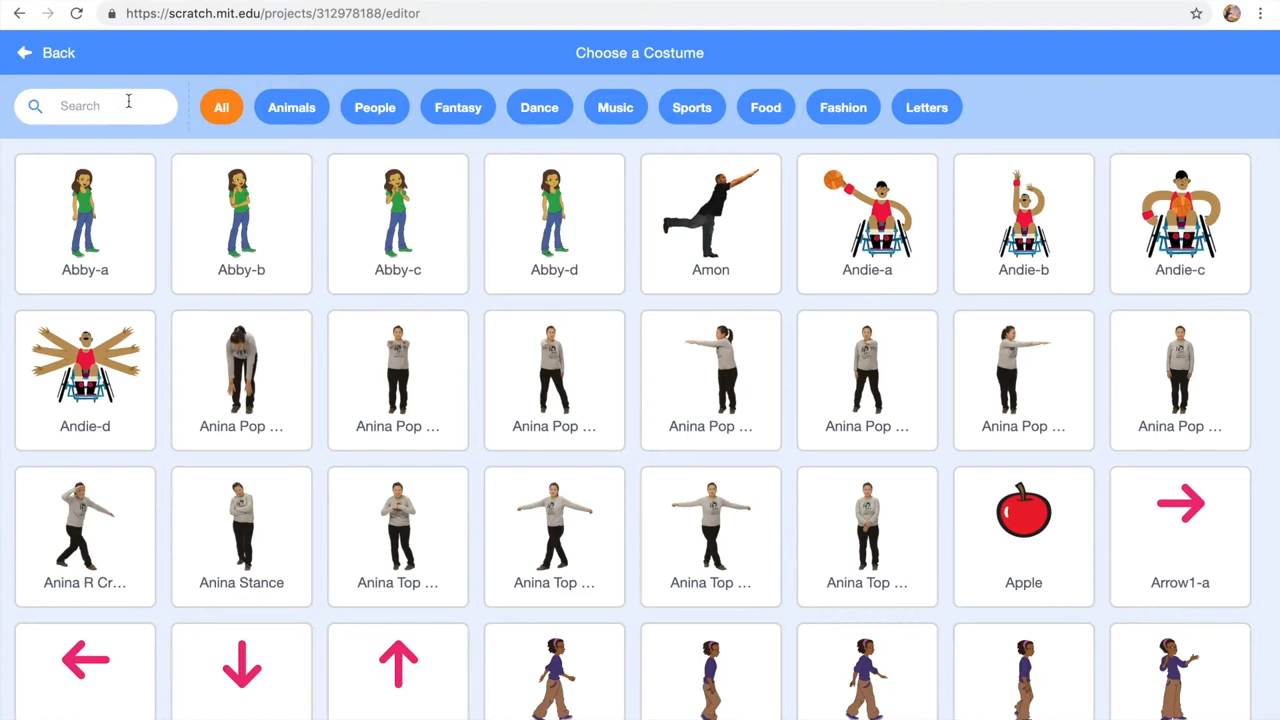 https://scratch.mit.edu/projects/312978188/editor
Back
Choose a Costume
Search
All
Animals
People
Fantasy
Dance
Music
Sports
Food
Fashion
Letters
Abby-a
Abby-b
Abby-c
Abby-d
Amon
Andie-a
Andie-b
Andie-c
Andie-d
Anina Pop ...
Anina Pop ...
Anina Pop ...
Anina Pop ...
Anina Pop ...
Anina Pop ...
Anina Pop ...
Anina R Cr...
Anina Stance
Anina Top ...
Anina Top ...
Anina Top ...
Anina Top ...
Apple
Arrow1-a